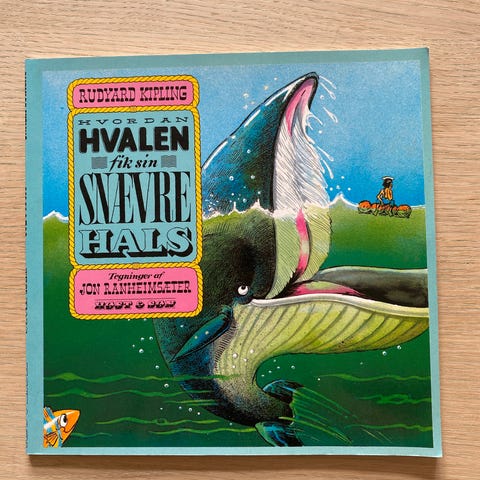 RUDYARD KIPLING
HVORDAN
HVALEN
fik sin
SNÆVRE
HALS
Tegninger af
JON RANHEIMSÆTER
HØST & SØN